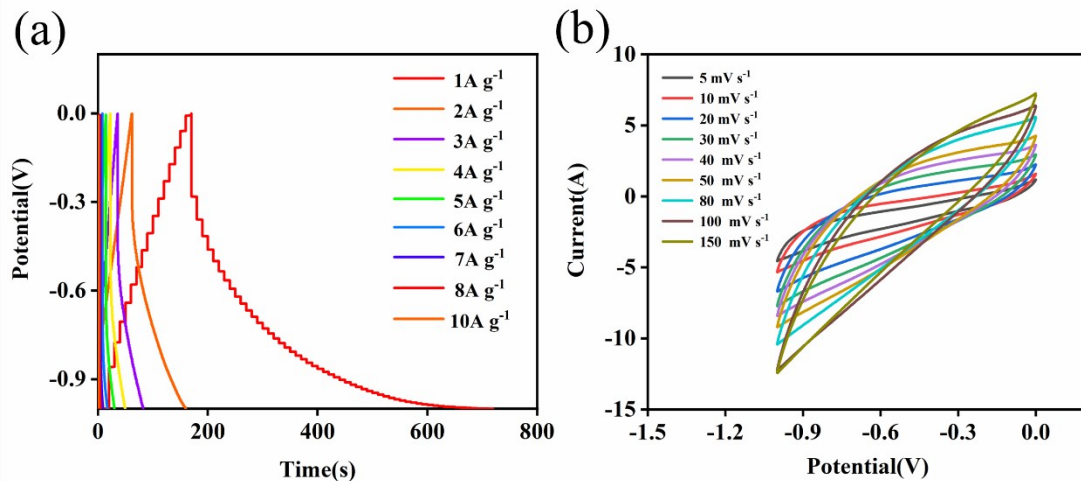 (a)
Potential(V)
0.0
-0.3
-0.6
-0.9
1A g⁻¹
2A g⁻¹
3A g⁻¹
4A g⁻¹
5A g⁻¹
6A g⁻¹
7A g⁻¹
8A g⁻¹
10A g⁻¹
0 200 400 600 800
Time(s)
(b)
Current(A)
10
5
0
-5
-10
-15
5 mV s⁻¹
10 mV s⁻¹
20 mV s⁻¹
30 mV s⁻¹
40 mV s⁻¹
50 mV s⁻¹
80 mV s⁻¹
100 mV s⁻¹
150 mV s⁻¹
-1.5 -1.2 -0.9 -0.6 -0.3 0.0
Potential(V)